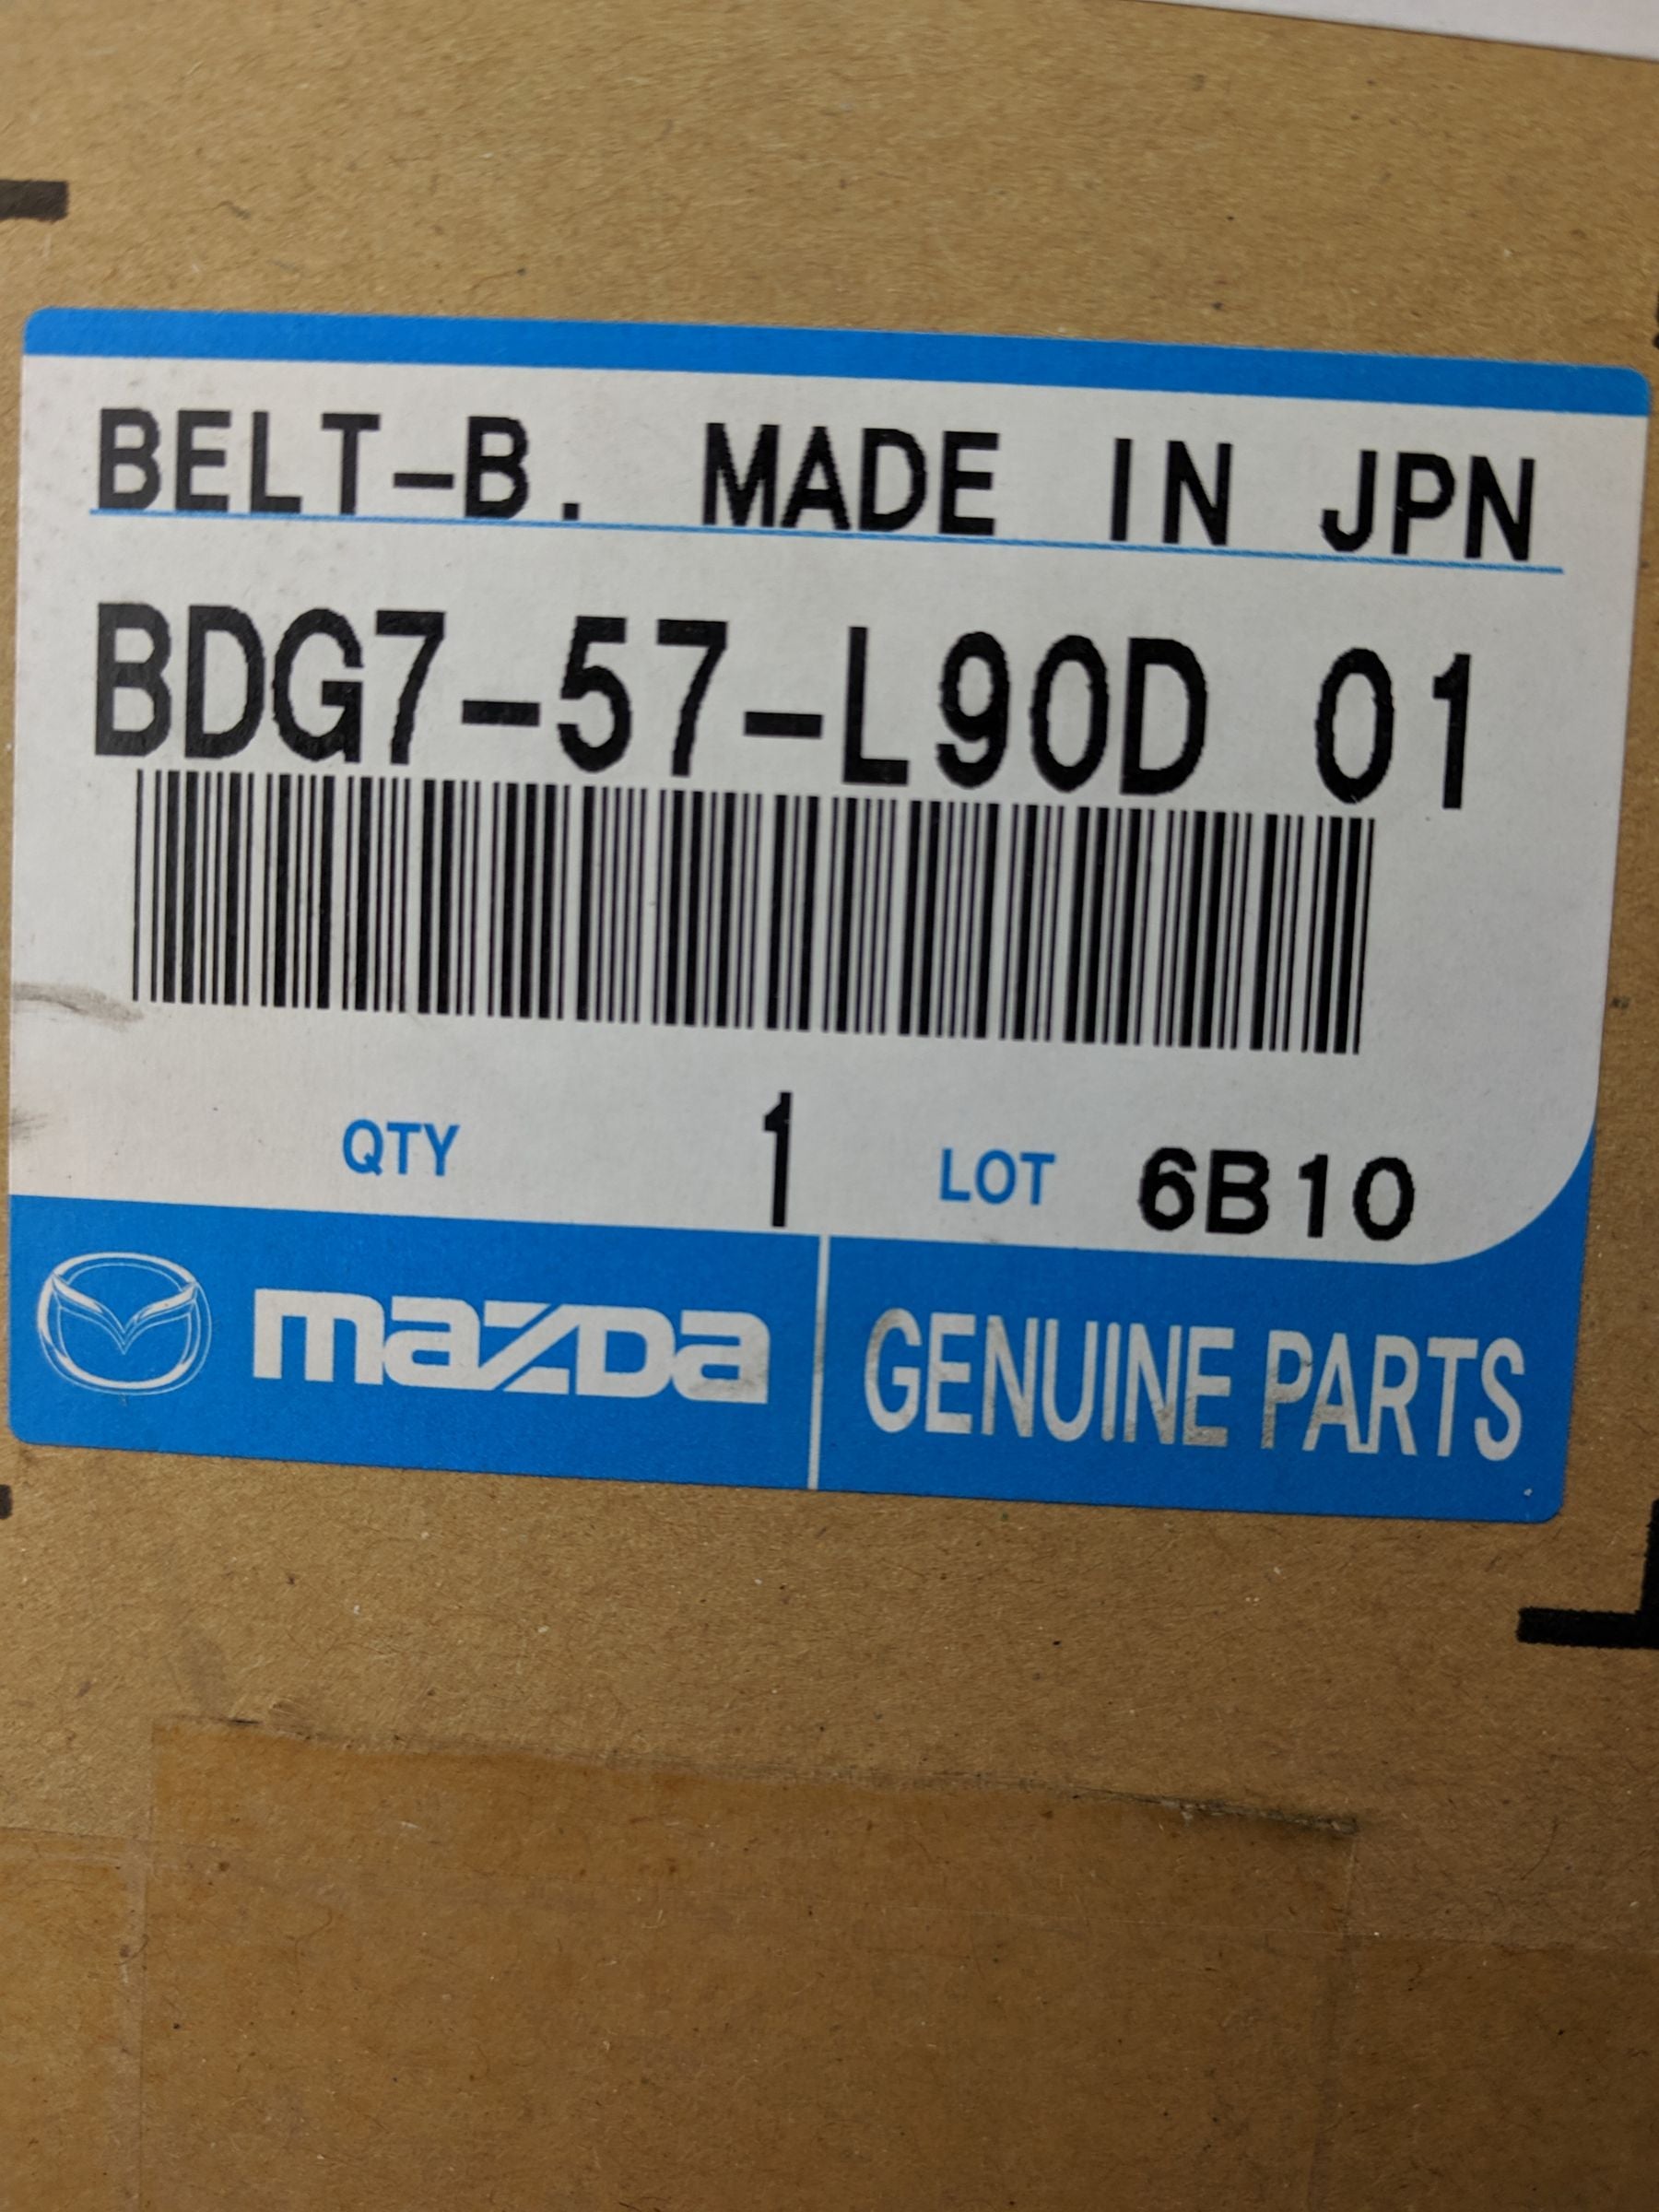 BELT-B. MADE IN JPN
BDG7-57-L90D 01
QTY 1 LOT 6B10
mazda GENUINE PARTS